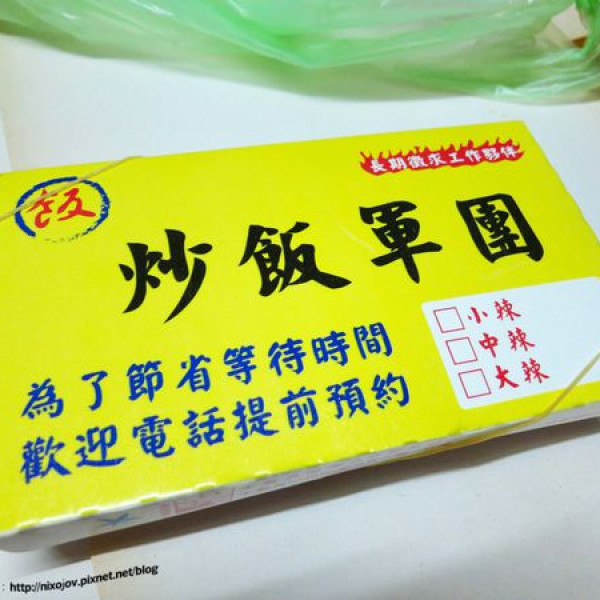 長期徵求工作夥伴
飯
炒飯軍團
小辣
中辣
大辣
為了節省等待時間
歡迎電話提前預約
: http://nixojov.pixnet.net/blog